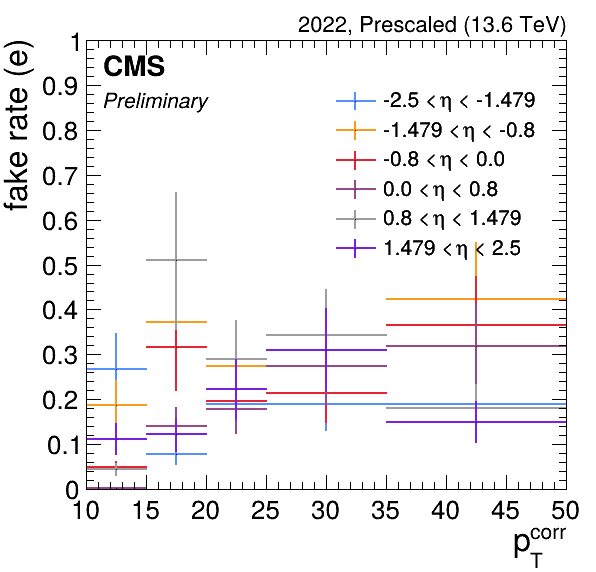 2022, Prescaled (13.6 TeV)
fake rate (e)
1
CMS
0.9
Preliminary
-2.5 < η < -1.479
-1.479 < η < -0.8
0.8
-0.8 < η < 0.0
0.7
0.0 < η < 0.8
0.8 < η < 1.479
0.6
1.479 < η < 2.5
0.5
0.4
0.3
0.2
0.1
0
10 15 20 25 30 35 40 45 50
p_T^corr